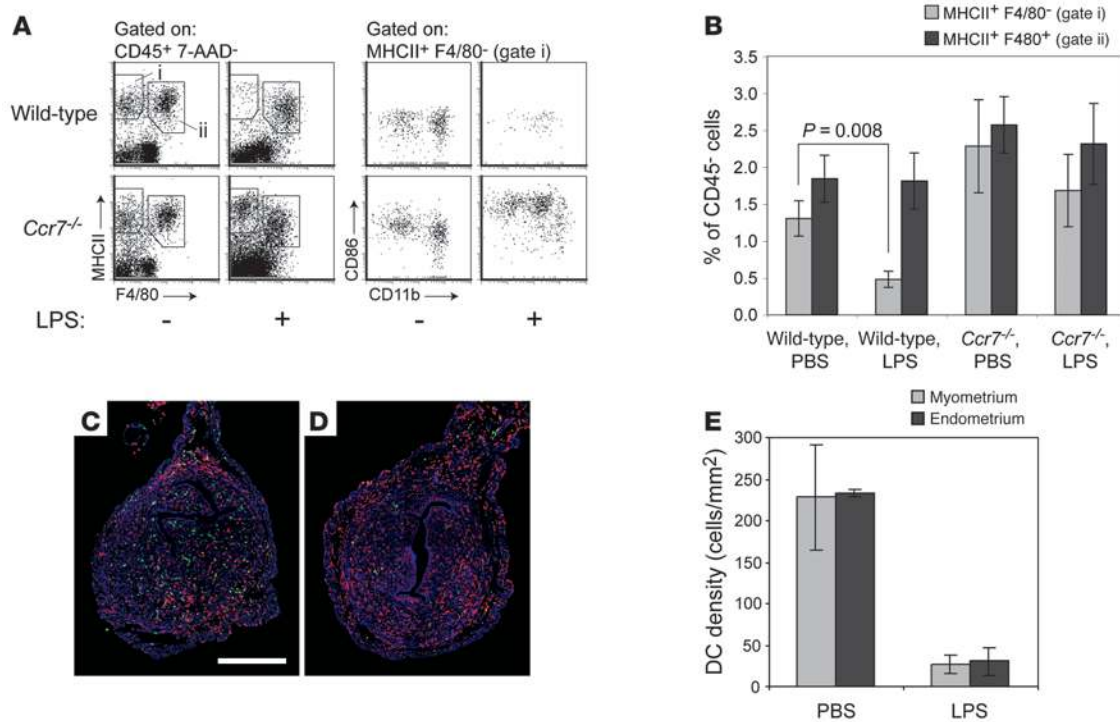 A
Gated on:
CD45+ 7-AAD-
Gated on:
MHCII+ F4/80- (gate i)
i
ii
Wild-type
Ccr7-/-
MHCII
F4/80
CD86
CD11b
LPS: - + - +
B
MHCII+ F4/80- (gate i)
MHCII+ F480+ (gate ii)
% of CD45- cells
3.5
3.0
2.5
2.0
1.5
1.0
0.5
0.0
P = 0.008
Wild-type, Wild-type, Ccr7-/-, Ccr7-/-,
PBS LPS PBS LPS
C
D
E
Myometrium
Endometrium
DC density (cells/mm2)
300
250
200
150
100
50
0
PBS LPS